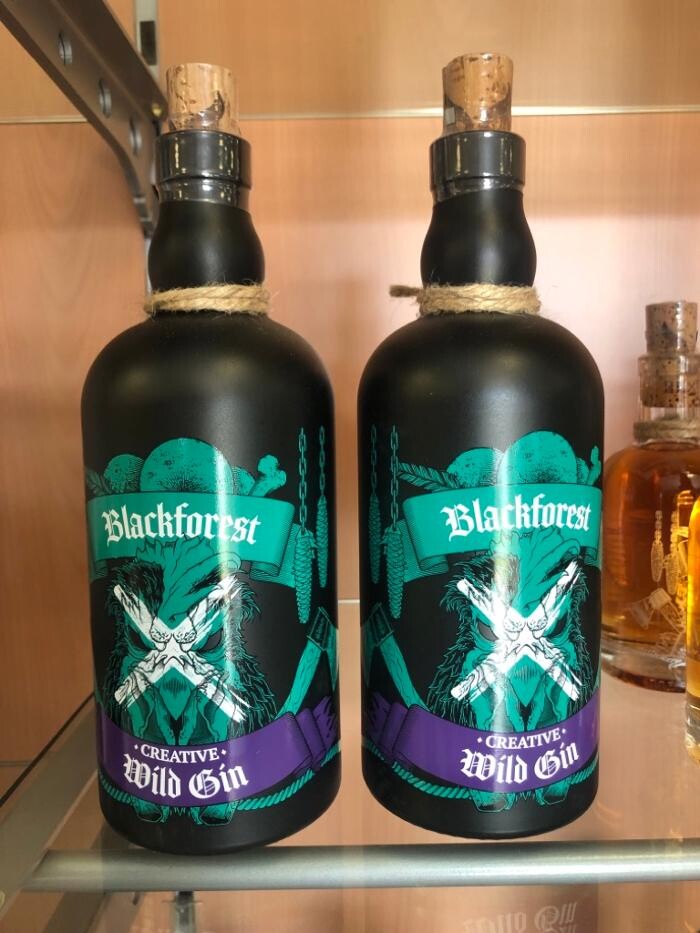 Blackforest
· CREATIVE ·
Wild Gin
Blackforest
· CREATIVE ·
Wild Gin